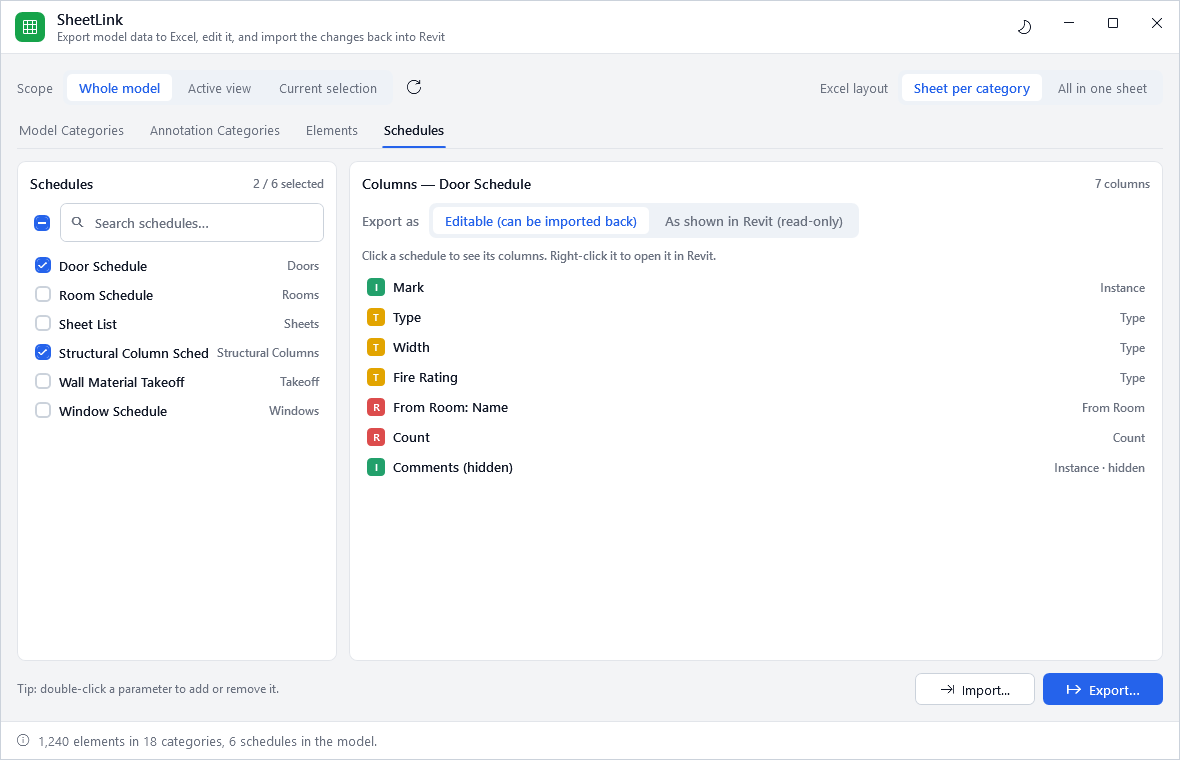 SheetLink
Export model data to Excel, edit it, and import the changes back into Revit
Scope Whole model Active view Current selection Excel layout Sheet per category All in one sheet
Model Categories Annotation Categories Elements Schedules
Schedules 2 / 6 selected
Search schedules...
Door Schedule Doors
Room Schedule Rooms
Sheet List Sheets
Structural Column Sched Structural Columns
Wall Material Takeoff Takeoff
Window Schedule Windows
Columns — Door Schedule 7 columns
Export as Editable (can be imported back) As shown in Revit (read-only)
Click a schedule to see its columns. Right-click it to open it in Revit.
I Mark Instance
T Type Type
T Width Type
T Fire Rating Type
R From Room: Name From Room
R Count Count
I Comments (hidden) Instance · hidden
Tip: double-click a parameter to add or remove it. Import... Export...
1,240 elements in 18 categories, 6 schedules in the model.